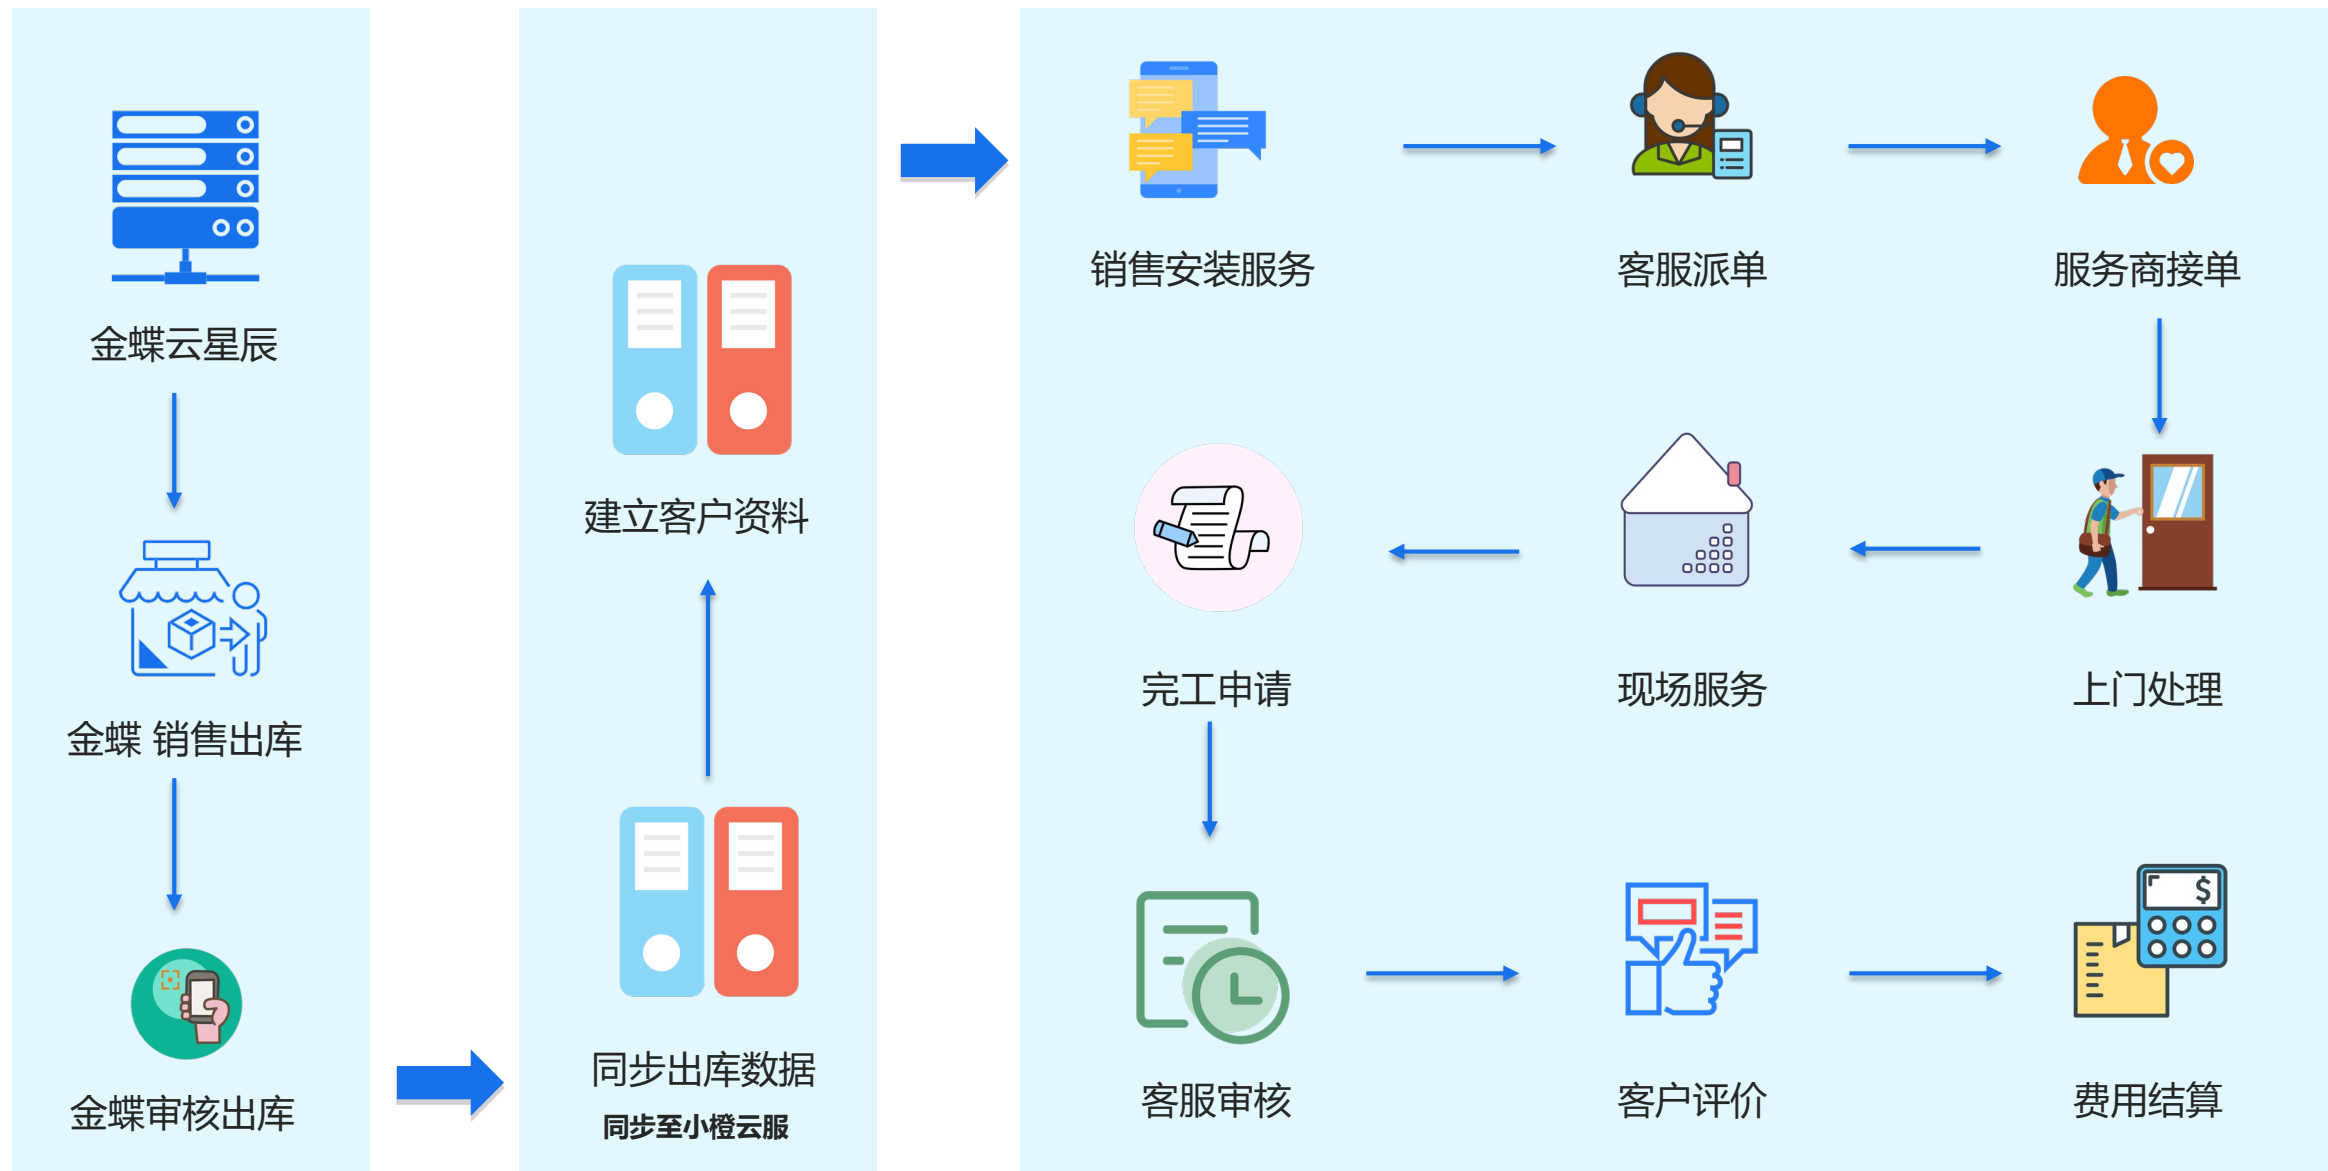 金蝶云星辰
金蝶 销售出库
金蝶审核出库
建立客户资料
同步出库数据
同步至小橙云服
销售安装服务
客服派单
服务商接单
完工申请
现场服务
上门处理
客服审核
客户评价
$
费用结算